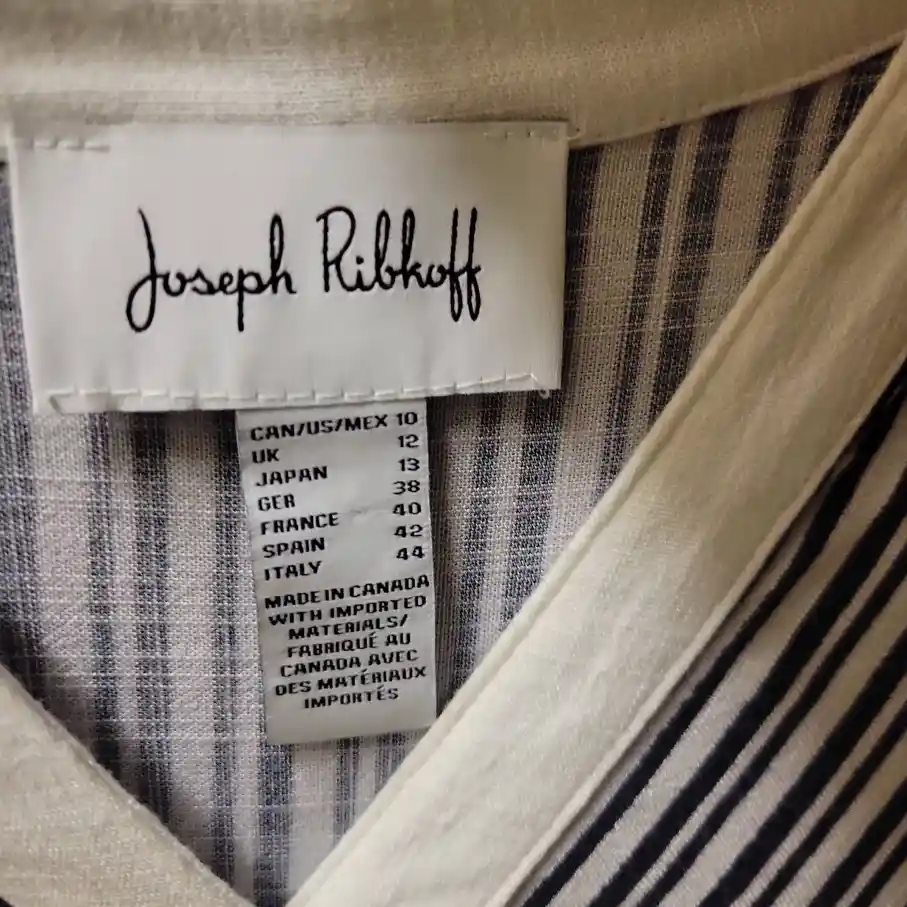 Joseph Ribkoff
CAN/US/MEX 10
UK 12
JAPAN 13
GER 38
FRANCE 40
SPAIN 42
ITALY 44
MADE IN CANADA
WITH IMPORTED
MATERIALS/
FABRIQUÉ AU
CANADA AVEC
DES MATÉRIAUX
IMPORTÉS